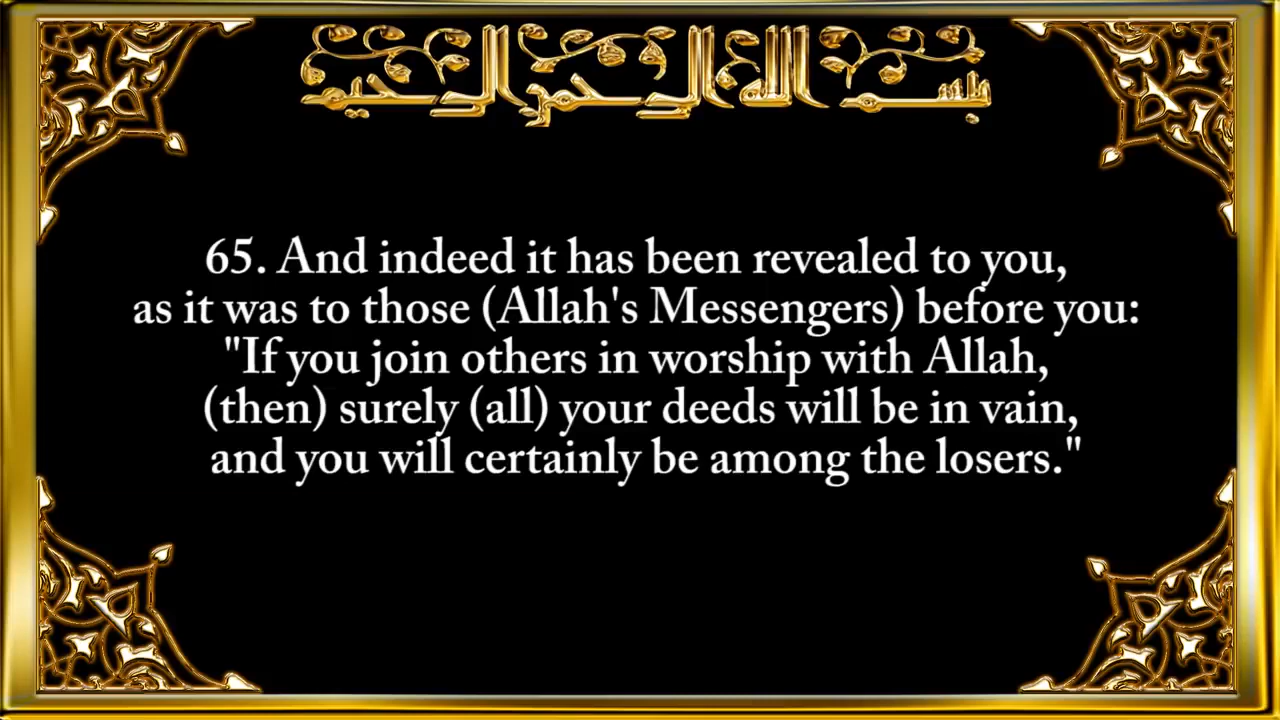 بسم الله الرحمن الرحيم
65. And indeed it has been revealed to you,
as it was to those (Allah's Messengers) before you:
"If you join others in worship with Allah,
(then) surely (all) your deeds will be in vain,
and you will certainly be among the losers."